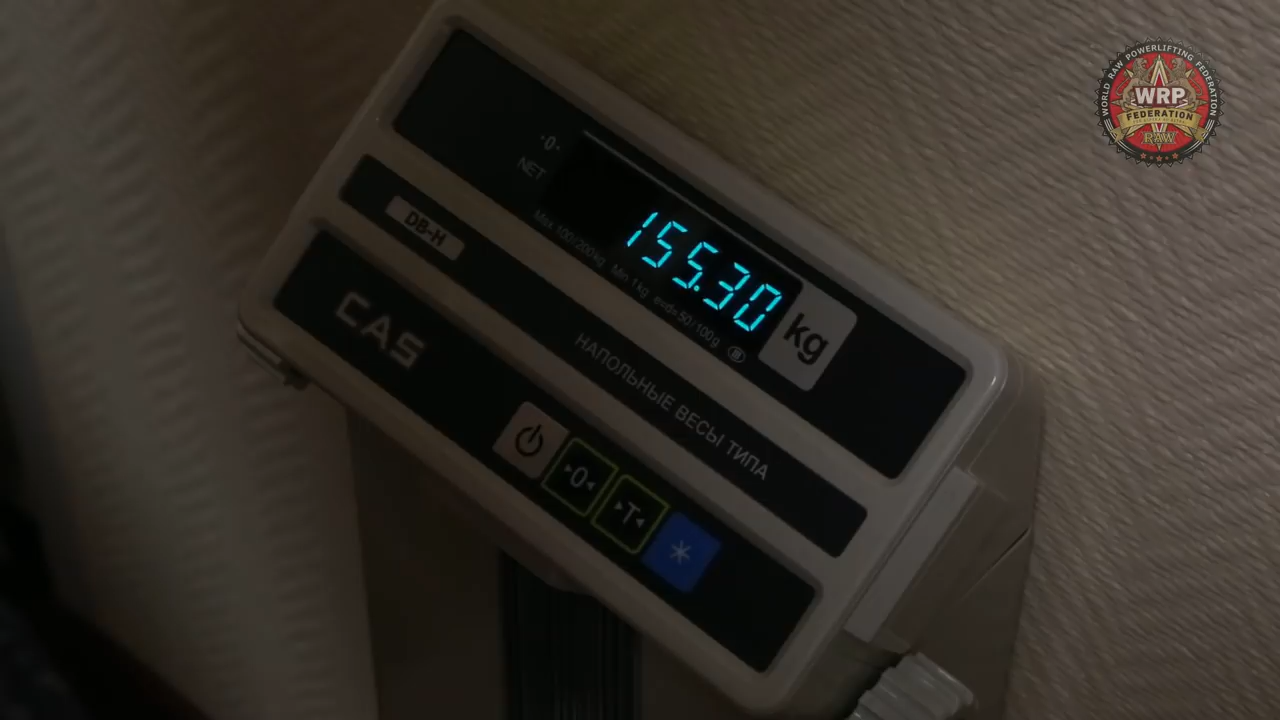 WORLD RAW POWERLIFTING FEDERATION
WRP
FEDERATION
RAW
-0-
NET
155.30 kg
Max 100/200kg Min 1kg e=d=50/100g
DB-H
НАПОЛЬНЫЕ ВЕСЫ ТИПА
CAS
0
T